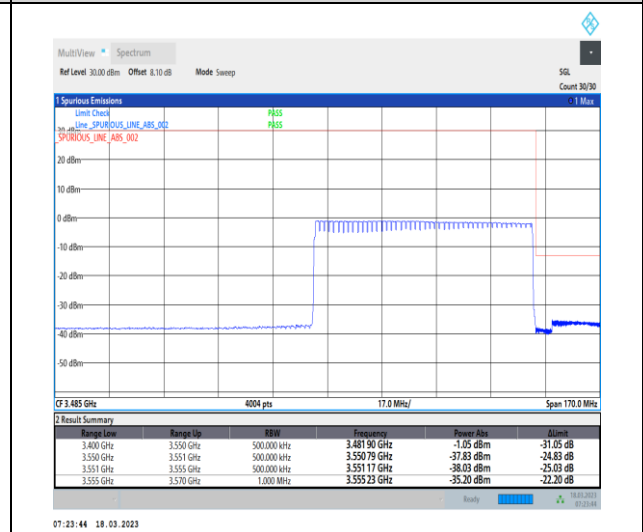 MultiView Spectrum
Ref Level 30.00 dBm Offset 8.10 dB Mode Sweep SGL
Count 30/30
1 Spurious Emissions 1 Max
Limit Check PASS
30 dBm Line _SPURIOUS_LINE_ABS_002 PASS
_SPURIOUS_LINE_ABS_002
20 dBm
10 dBm
0 dBm
-10 dBm
-20 dBm
-30 dBm
-40 dBm
-50 dBm
CF 3.485 GHz 4004 pts 17.0 MHz/ Span 170.0 MHz
2 Result Summary
Range Low Range Up RBW Frequency Power Abs ΔLimit
3.400 GHz 3.550 GHz 500.000 kHz 3.481 90 GHz -1.05 dBm -31.05 dB
3.550 GHz 3.551 GHz 500.000 kHz 3.550 79 GHz -37.83 dBm -24.83 dB
3.551 GHz 3.555 GHz 500.000 kHz 3.551 17 GHz -38.03 dBm -25.03 dB
3.555 GHz 3.570 GHz 1.000 MHz 3.555 23 GHz -35.20 dBm -22.20 dB
Ready 18.03.2023
07:23:44
07:23:44 18.03.2023